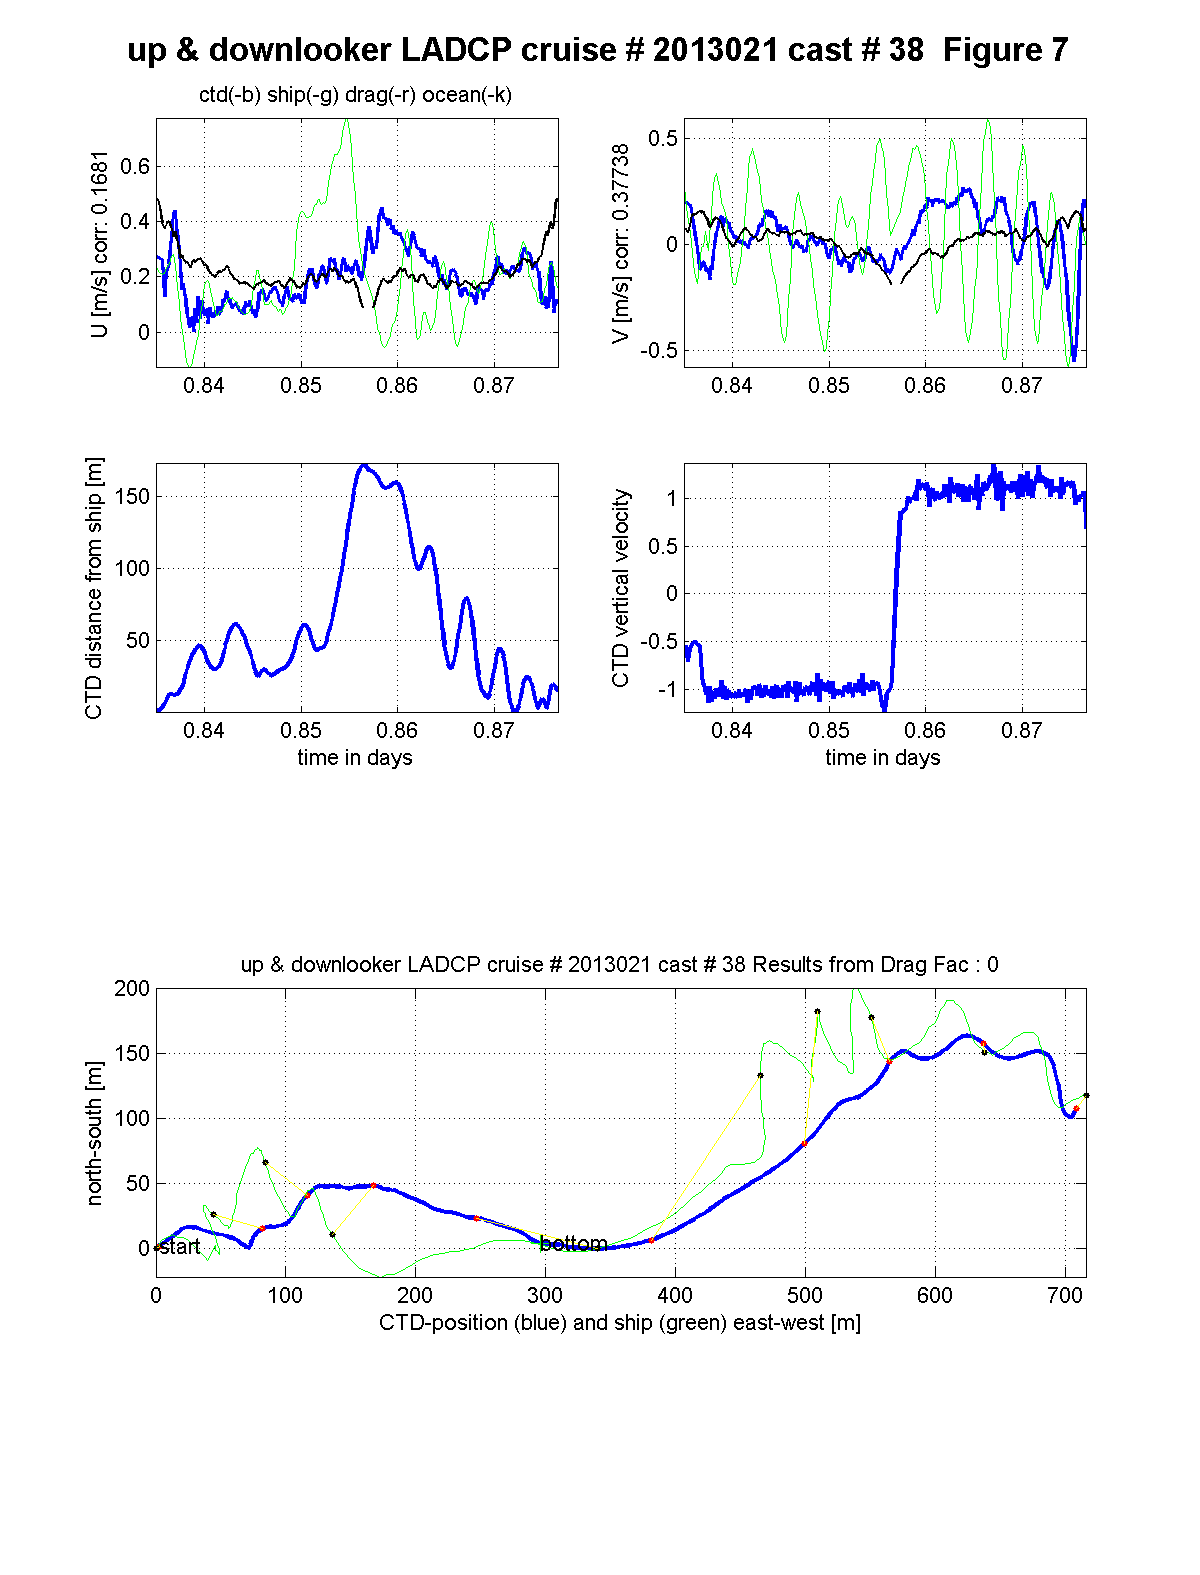 up & downlooker LADCP cruise # 2013021 cast # 38  Figure 7
ctd(-b) ship(-g) drag(-r) ocean(-k)
U [m/s] corr: 0.1681
0.6
0.4
0.2
0
0.84 0.85 0.86 0.87
V [m/s] corr: 0.37738
0.5
0
-0.5
0.84 0.85 0.86 0.87
CTD distance from ship [m]
150
100
50
0.84 0.85 0.86 0.87
time in days
CTD vertical velocity
1
0.5
0
-0.5
-1
0.84 0.85 0.86 0.87
time in days
up & downlooker LADCP cruise # 2013021 cast # 38 Results from Drag Fac : 0
north-south [m]
200
150
100
50
0
start
bottom
0 100 200 300 400 500 600 700
CTD-position (blue) and ship (green) east-west [m]